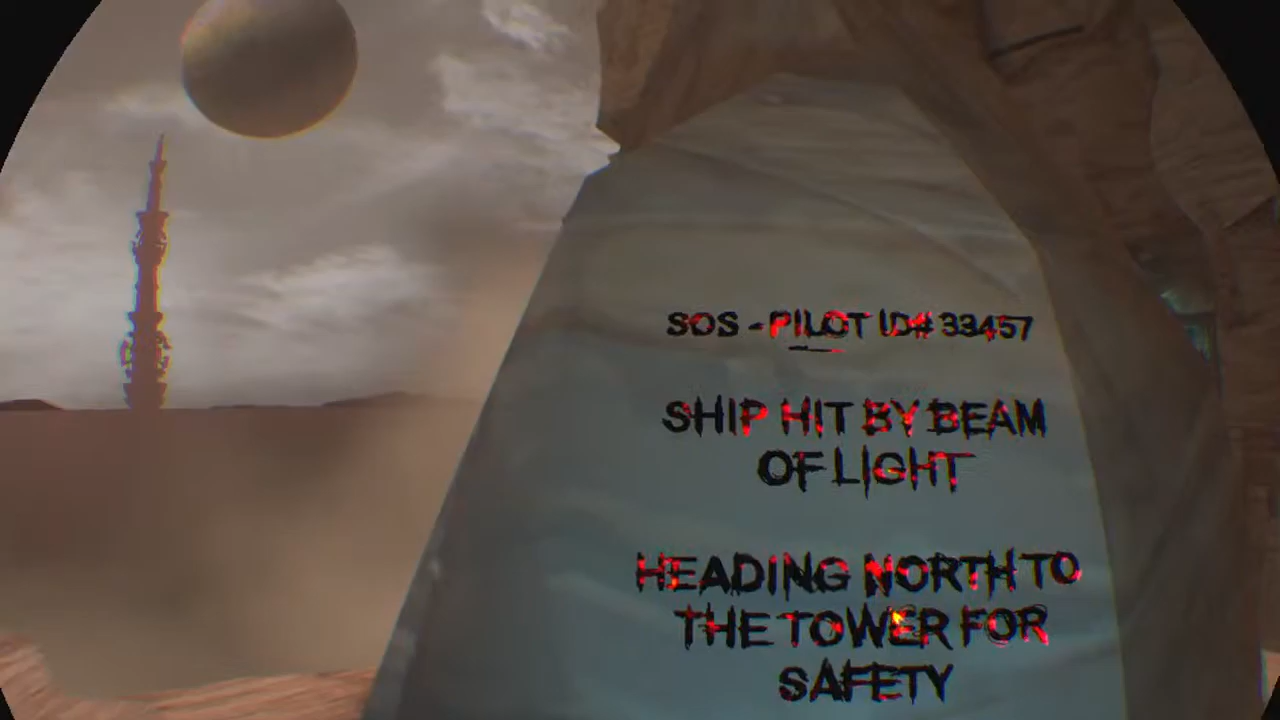 SOS - PILOT ID# 33457
SHIP HIT BY BEAM
OF LIGHT
HEADING NORTH TO
THE TOWER FOR
SAFETY